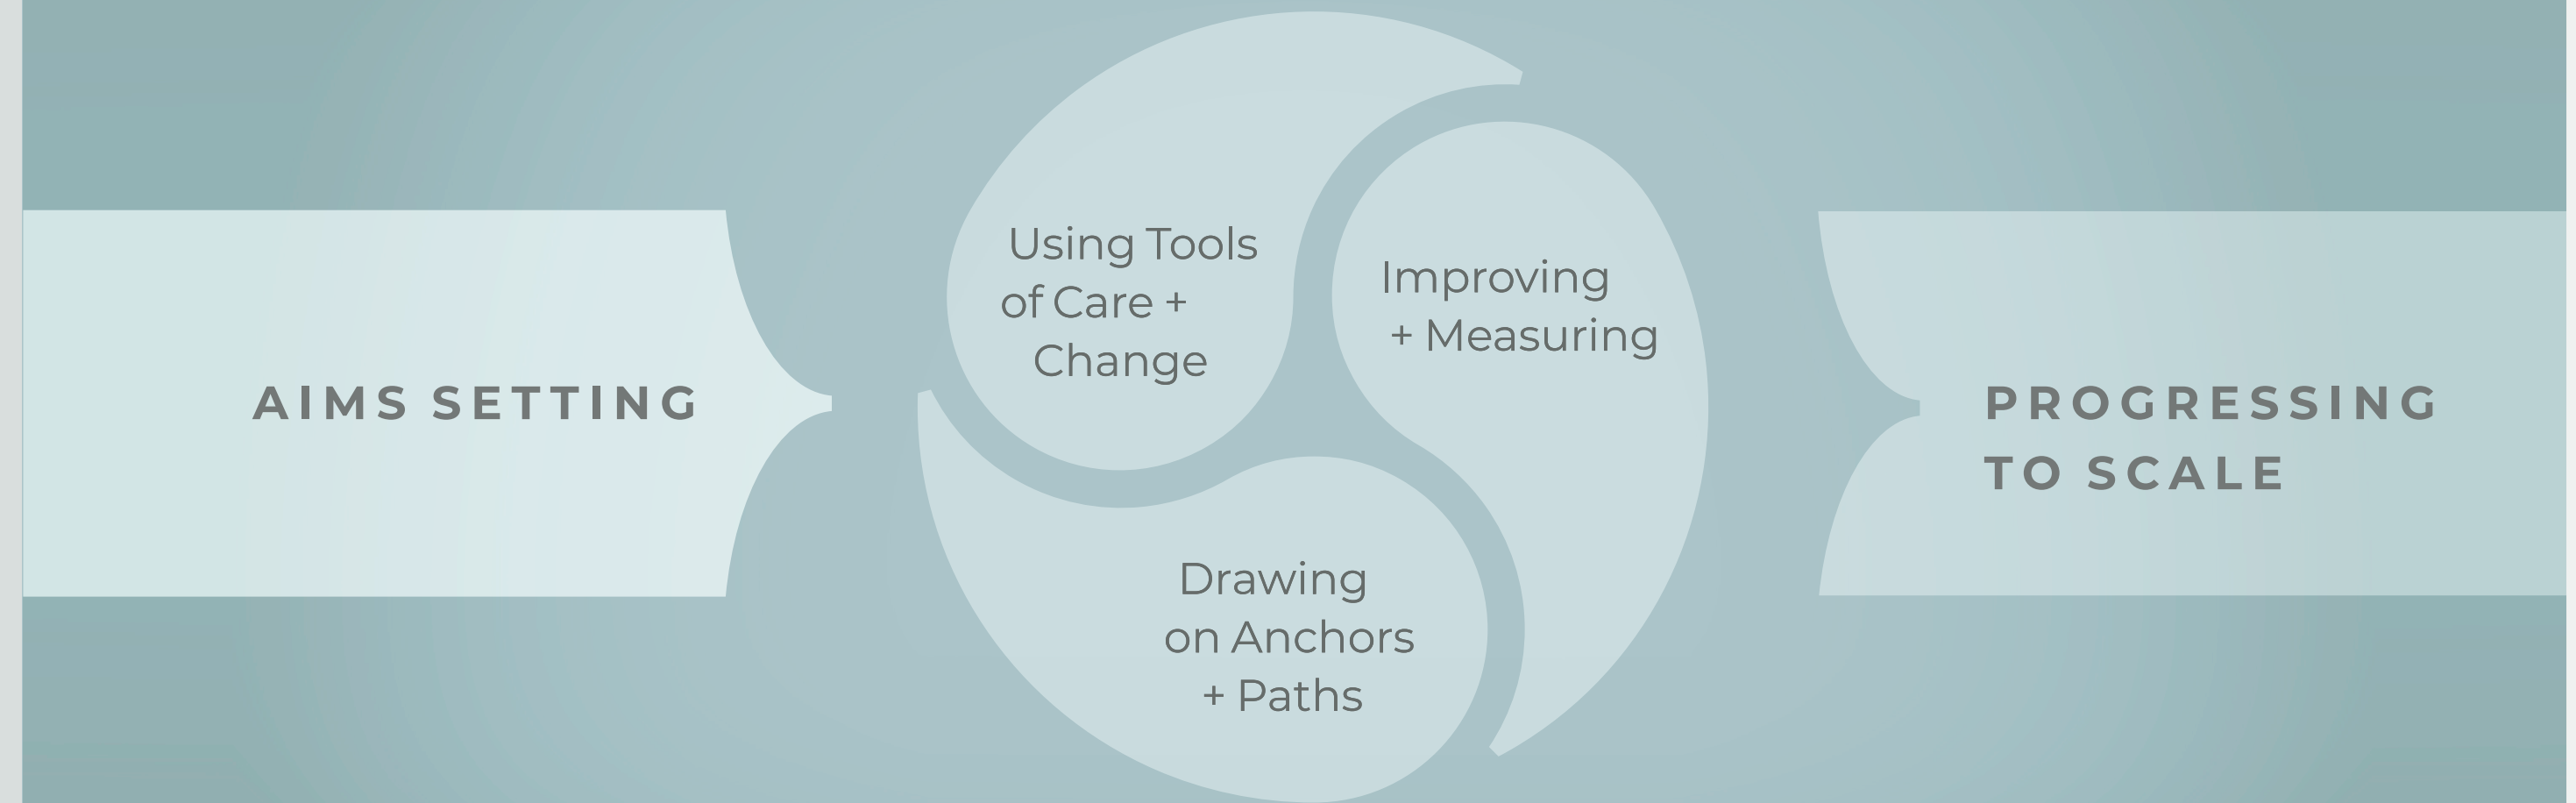 AIMS SETTING
Using Tools
of Care +
Change
Improving
+ Measuring
Drawing
on Anchors
+ Paths
PROGRESSING
TO SCALE